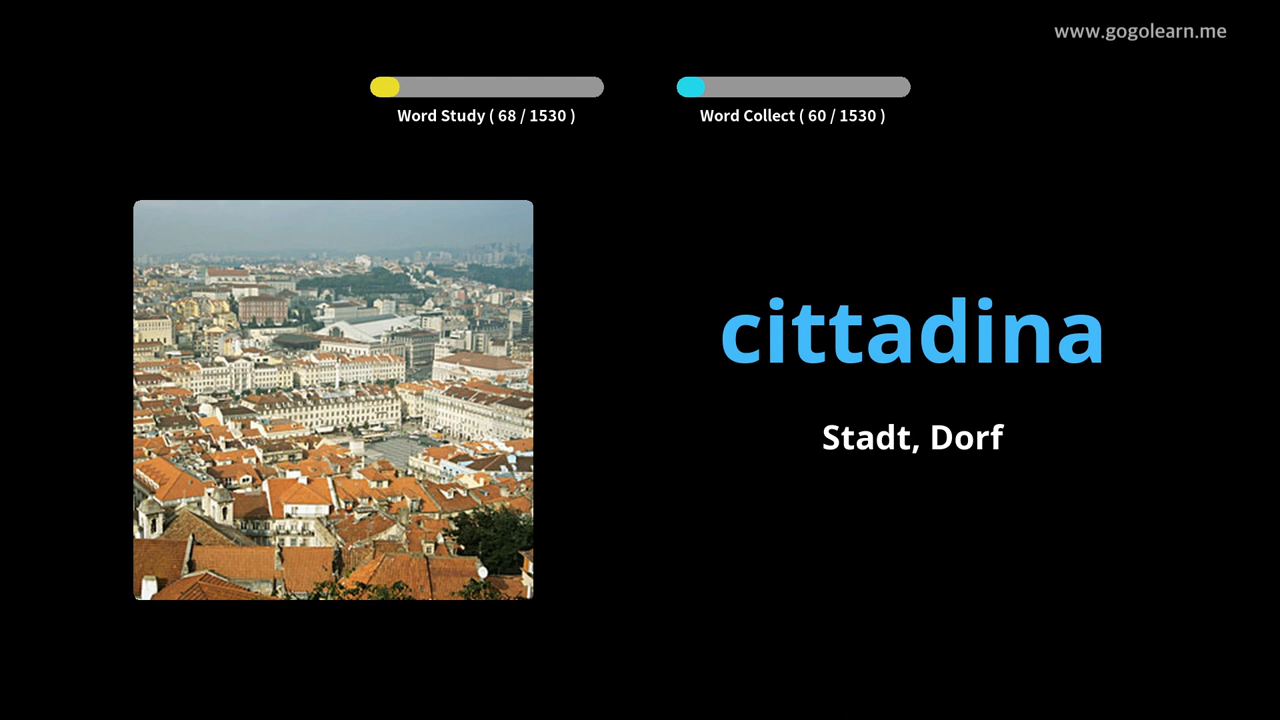 www.gogolearn.me
Word Study ( 68 / 1530 )
Word Collect ( 60 / 1530 )
cittadina
Stadt, Dorf